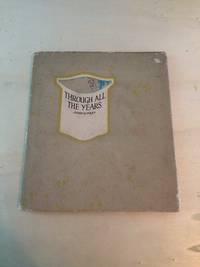 THROUGH ALL
THE YEARS